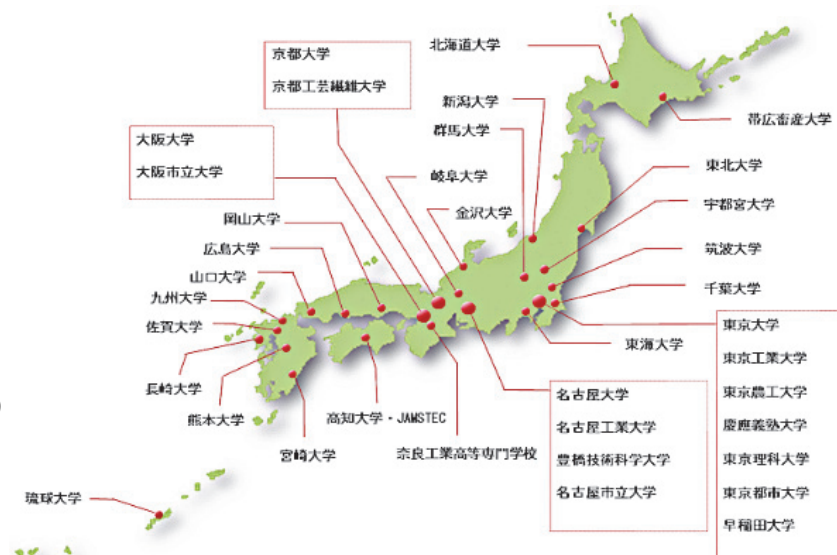 京都大学
京都工芸繊維大学
北海道大学
新潟大学
群馬大学
帯広畜産大学
大阪大学
大阪市立大学
岐阜大学
東北大学
金沢大学
宇都宮大学
岡山大学
広島大学
筑波大学
山口大学
千葉大学
九州大学
佐賀大学
東海大学
東京大学
東京工業大学
東京農工大学
慶應義塾大学
東京理科大学
東京都市大学
早稲田大学
長崎大学
名古屋大学
名古屋工業大学
豊橋技術科学大学
名古屋市立大学
熊本大学
高知大学・JAMSTEC
宮崎大学
奈良工業高等専門学校
琉球大学